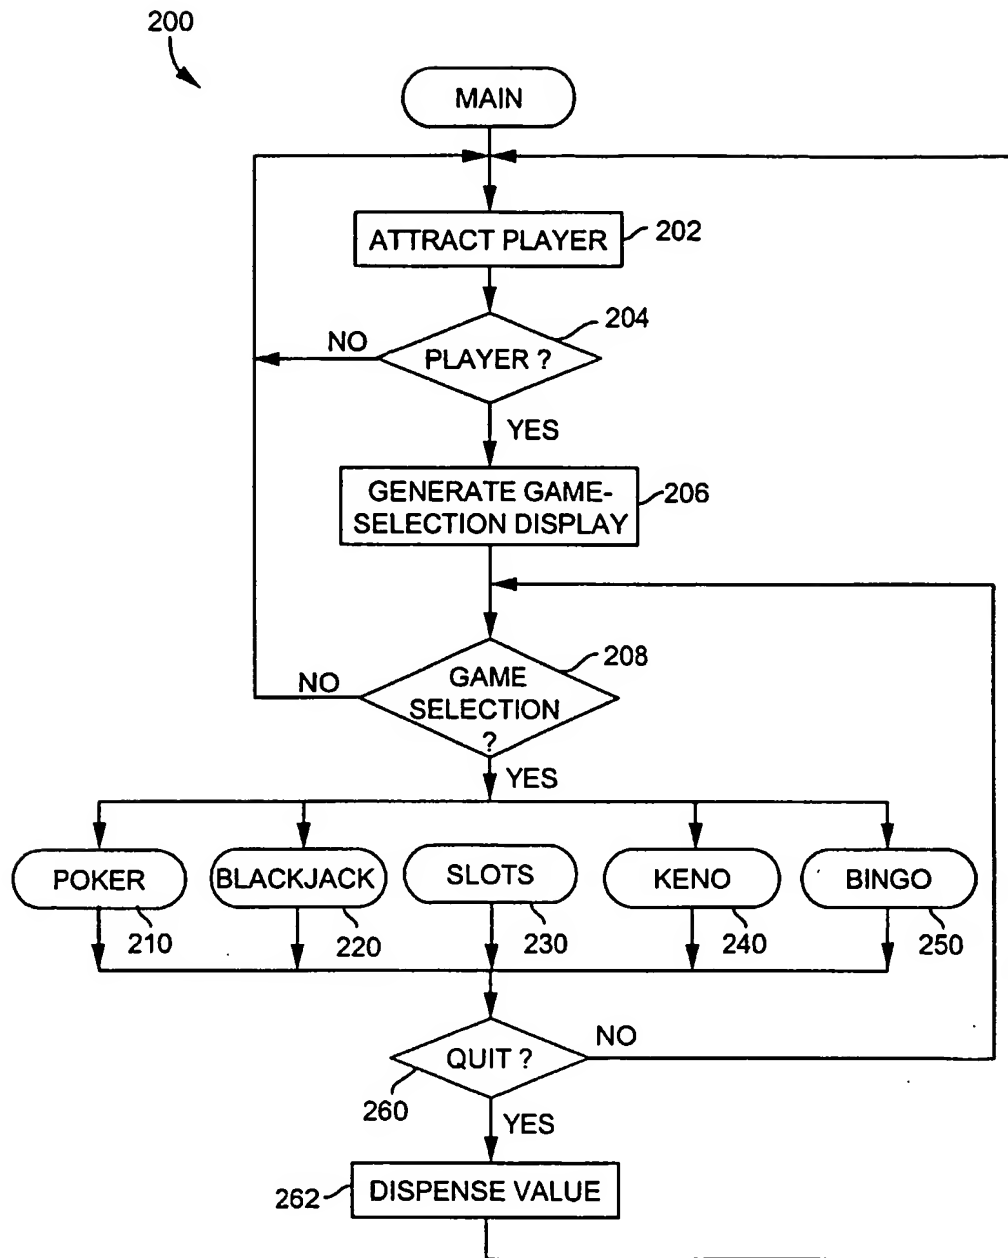 200
MAIN
ATTRACT PLAYER
202
204
NO
PLAYER ?
YES
GENERATE GAME-
SELECTION DISPLAY
206
208
NO
GAME
SELECTION
?
YES
POKER
BLACKJACK
SLOTS
KENO
BINGO
210
220
230
240
250
QUIT ?
NO
260
YES
262
DISPENSE VALUE